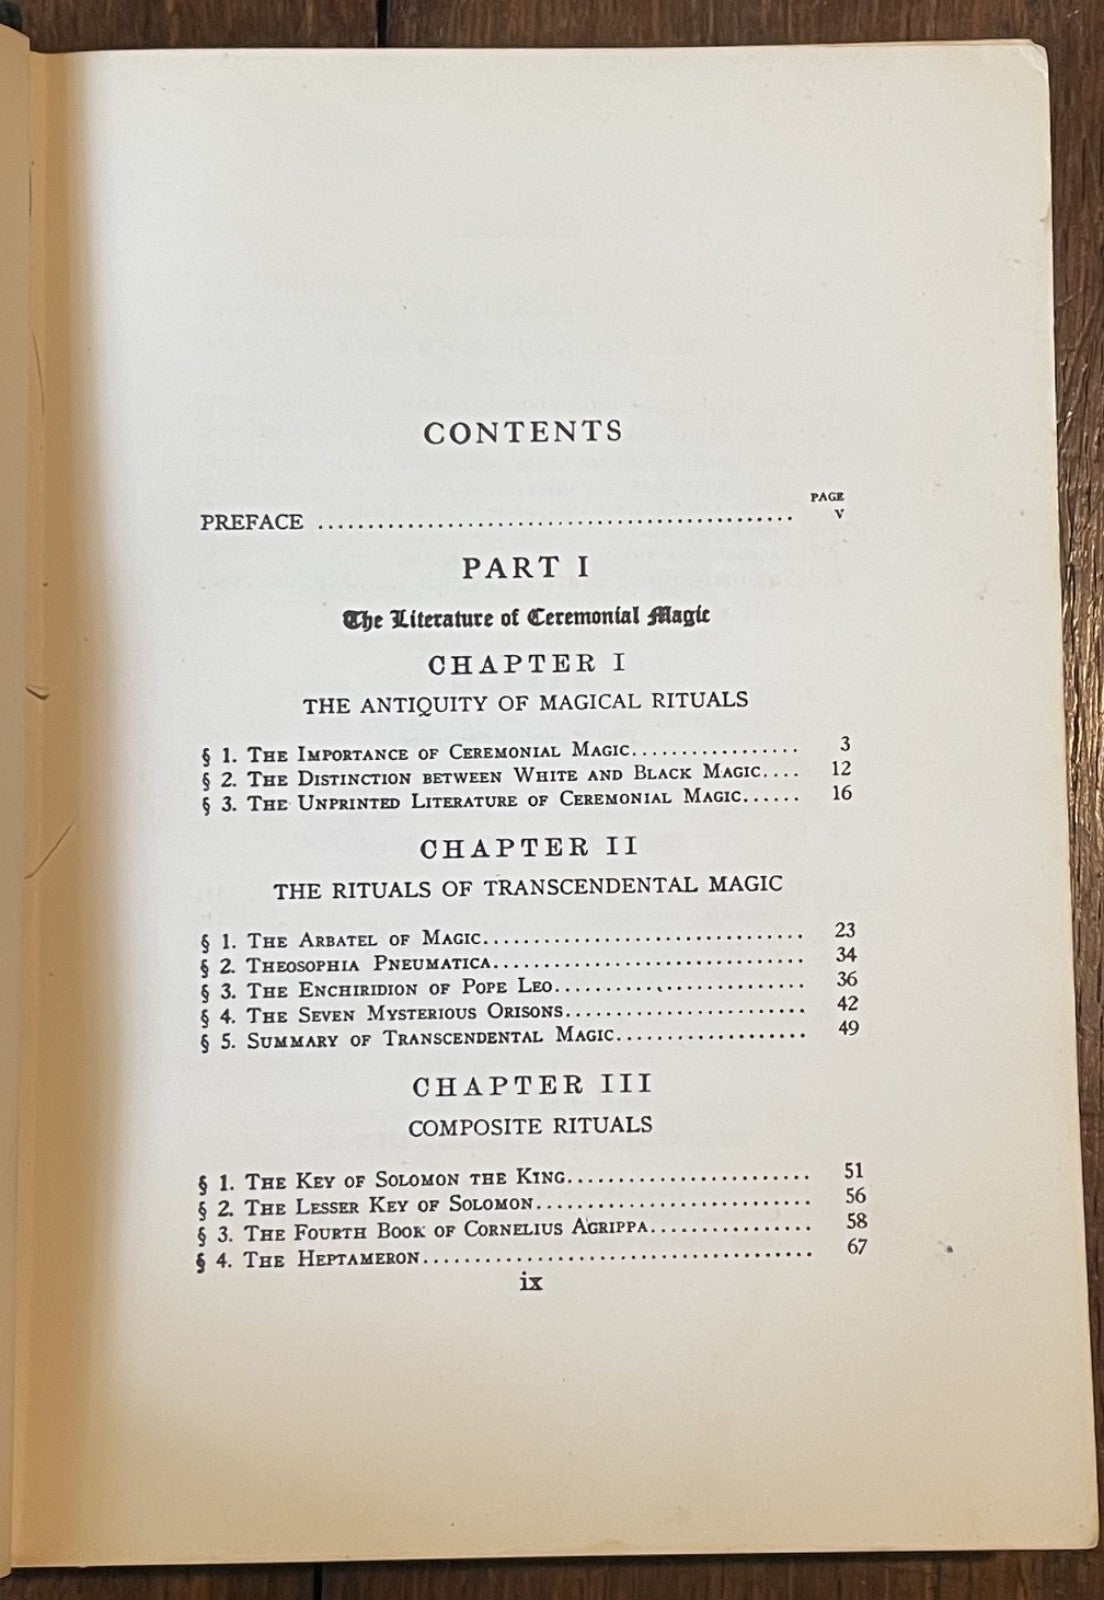 CONTENTS
PAGE
PREFACE ................................................ v
PART I
The Literature of Ceremonial Magic
CHAPTER I
THE ANTIQUITY OF MAGICAL RITUALS
§ 1. The Importance of Ceremonial Magic................. 3
§ 2. The Distinction between White and Black Magic.... 12
§ 3. The Unprinted Literature of Ceremonial Magic...... 16
CHAPTER II
THE RITUALS OF TRANSCENDENTAL MAGIC
§ 1. The Arbatel of Magic................................ 23
§ 2. Theosophia Pneumatica............................... 34
§ 3. The Enchiridion of Pope Leo......................... 36
§ 4. The Seven Mysterious Orisons........................ 42
§ 5. Summary of Transcendental Magic................... 49
CHAPTER III
COMPOSITE RITUALS
§ 1. The Key of Solomon the King......................... 51
§ 2. The Lesser Key of Solomon............................ 56
§ 3. The Fourth Book of Cornelius Agrippa................ 58
§ 4. The Heptameron....................................... 67
ix